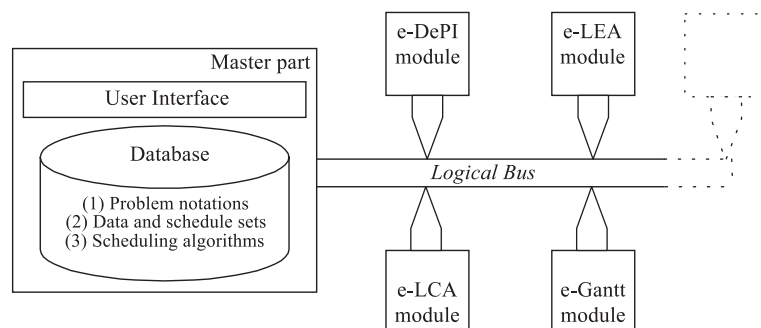 Master part
User Interface
Database
(1) Problem notations
(2) Data and schedule sets
(3) Scheduling algorithms
e-DePI
module
e-LEA
module
Logical Bus
e-LCA
module
e-Gantt
module